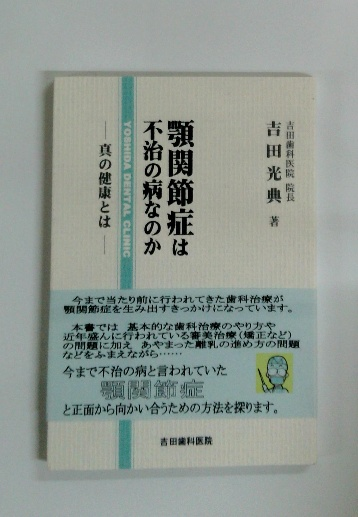 吉田歯科医院 院長
吉田光典 著
顎関節症は
不治の病なのか
YOSHIDA DENTAL CLINIC
―真の健康とは―
今まで当たり前に行われてきた歯科治療が
顎関節症を生み出すきっかけになっています。
本書では 基本的な歯科治療のやり方や
近年盛んに行われている審美治療(矯正など)
の問題に加え あやまった離乳の進め方の問題
などをふまえながら……
今まで不治の病と言われていた
顎関節症
と正面から向かい合うための方法を探ります。
吉田歯科医院